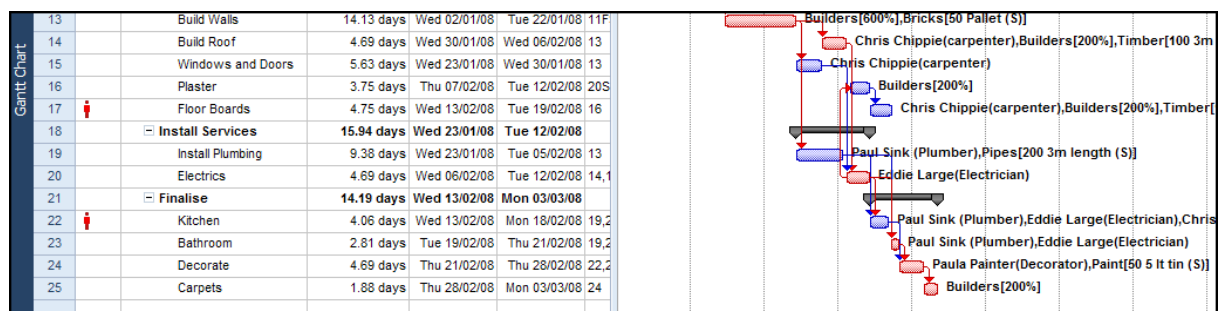 Gantt Chart
13 Build Walls 14.13 days Wed 02/01/08 Tue 22/01/08 11F Builders[600%],Bricks[50 Pallet (S)]
14 Build Roof 4.69 days Wed 30/01/08 Wed 06/02/08 13 Chris Chippie(carpenter),Builders[200%],Timber[100 3m
15 Windows and Doors 5.63 days Wed 23/01/08 Wed 30/01/08 13 Chris Chippie(carpenter)
16 Plaster 3.75 days Thu 07/02/08 Tue 12/02/08 20S Builders[200%]
17 Floor Boards 4.75 days Wed 13/02/08 Tue 19/02/08 16 Chris Chippie(carpenter),Builders[200%],Timber[
18 Install Services 15.94 days Wed 23/01/08 Tue 12/02/08
19 Install Plumbing 9.38 days Wed 23/01/08 Tue 05/02/08 13 Paul Sink (Plumber),Pipes[200 3m length (S)]
20 Electrics 4.69 days Wed 06/02/08 Tue 12/02/08 14,1 Eddie Large(Electrician)
21 Finalise 14.19 days Wed 13/02/08 Mon 03/03/08
22 Kitchen 4.06 days Wed 13/02/08 Mon 18/02/08 19,2 Paul Sink (Plumber),Eddie Large(Electrician),Chris
23 Bathroom 2.81 days Tue 19/02/08 Thu 21/02/08 19,2 Paul Sink (Plumber),Eddie Large(Electrician)
24 Decorate 4.69 days Thu 21/02/08 Thu 28/02/08 22,2 Paula Painter(Decorator),Paint[50 5 lt tin (S)]
25 Carpets 1.88 days Thu 28/02/08 Mon 03/03/08 24 Builders[200%]